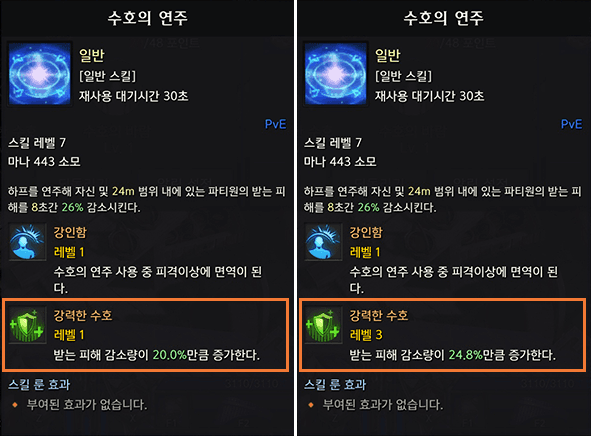 수호의 연주
일반
[일반 스킬]
재사용 대기시간 30초
PvE
스킬 레벨 7
마나 443 소모
하프를 연주해 자신 및 24m 범위 내에 있는 파티원의 받는 피
해를 8초간 26% 감소시킨다.
강인함
레벨 1
수호의 연주 사용 중 피격이상에 면역이 된
다.
강력한 수호
레벨 1
받는 피해 감소량이 20.0%만큼 증가한다.
스킬 룬 효과
부여된 효과가 없습니다.
수호의 연주
일반
[일반 스킬]
재사용 대기시간 30초
PvE
스킬 레벨 7
마나 443 소모
하프를 연주해 자신 및 24m 범위 내에 있는 파티원의 받는 피
해를 8초간 26% 감소시킨다.
강인함
레벨 1
수호의 연주 사용 중 피격이상에 면역이 된
다.
강력한 수호
레벨 3
받는 피해 감소량이 24.8%만큼 증가한다.
스킬 룬 효과
부여된 효과가 없습니다.